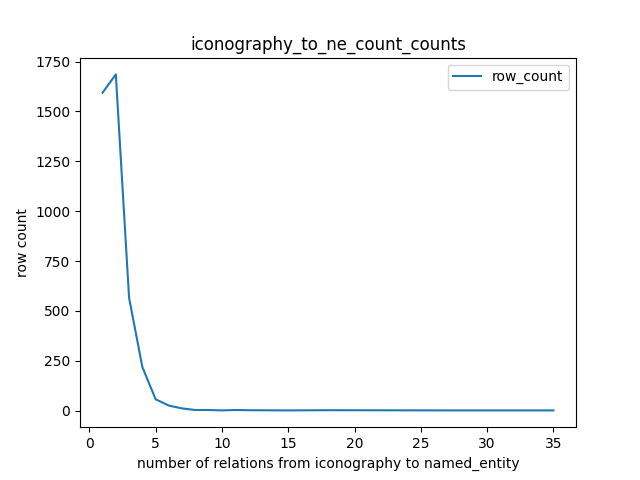 iconography_to_ne_count_counts
row_count
1750
1500
1250
1000
750
500
250
0
row count
0 5 10 15 20 25 30 35
number of relations from iconography to named_entity